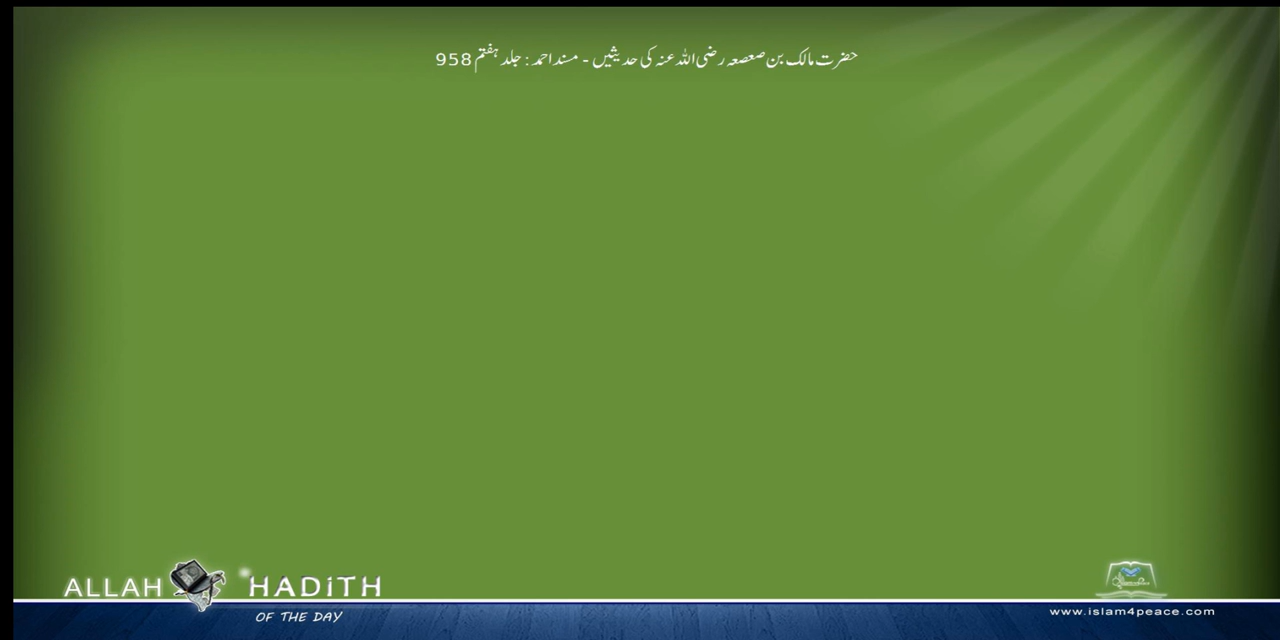 حضرت مالک بن صعصعہ رضی اللہ عنہ کی حدیثیں - مسند احمد : جلد ہفتم 958
ALLAH HADITH
OF THE DAY
www.islam4peace.com